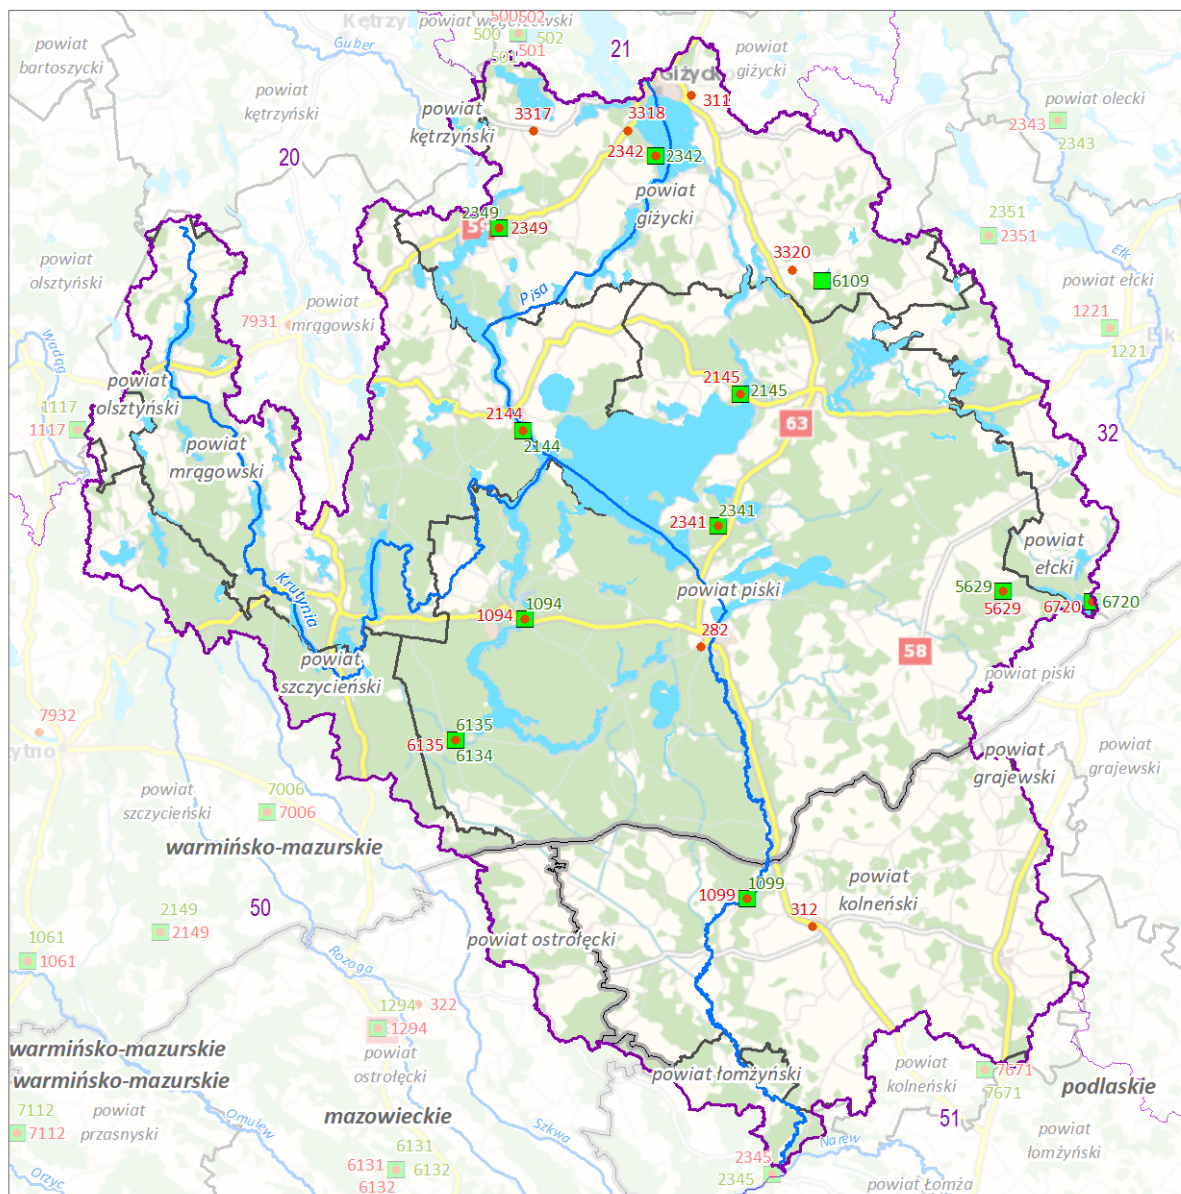 Kętrzy
powiat węgorzewski
500502
500
502
501
501
21
powiat
bartoszycki
Guber
powiat
giżycki
Giżycko
powiat
kętrzyński
powiat
kętrzyński
3317
3318
311
powiat olecki
2343
2343
20
2342
2342
powiat
giżycki
2349
59
2349
2351
2351
Ełk
powiat
olsztyński
3320
6109
powiat ełcki
Pisa
7931
powiat
mrągowski
1221
1221
Ełk
Wadąg
powiat
olsztyński
1117
1117
2145
2145
63
32
2144
2144
powiat
mrągowski
2341
2341
powiat
ełcki
Krutynia
powiat piski
5629
5629
6720
6720
1094
1094
282
58
powiat
szczycieński
powiat piski
7932
zytno
6135
6135
6134
powiat
grajewski
powiat
grajewski
powiat
szczycieński
7006
7006
warmińsko-mazurskie
1099
1099
powiat
kolneński
50
2149
2149
312
powiat ostrołęcki
1061
1061
Rozoga
1294
322
1294
warmińsko-mazurskie
powiat
ostrołęcki
warmińsko-mazurskie
powiat łomżyński
powiat
kolneński
7671
7671
podlaskie
7112
7112
powiat
przasnyski
Omulew
mazowieckie
Szkwa
51
Narew
powiat
łomżyński
6131
6131
6132
6132
2345
2345
Orzyc
powiat Łomża